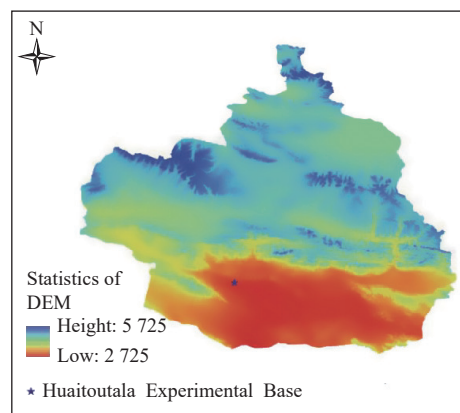 N
Statistics of
DEM
Height: 5 725
Low: 2 725
Huaitoutala Experimental Base